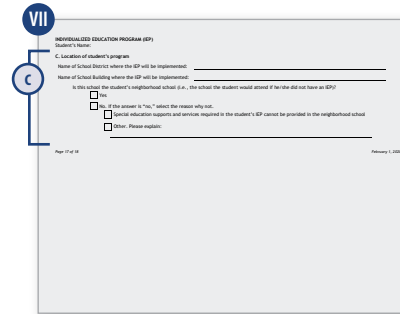 VII
INDIVIDUALIZED EDUCATION PROGRAM (IEP)
Student's Name:
C
C. Location of student's program
Name of School District where the IEP will be implemented:
Name of School Building where the IEP will be implemented:
Is this school the student's neighborhood school (i.e., the school the student would attend if he/she did not have an IEP)?
Yes
No. If the answer is "no," select the reason why not.
Special education supports and services required in the student's IEP cannot be provided in the neighborhood school
Other. Please explain:
Page 17 of 18
February 1, 202